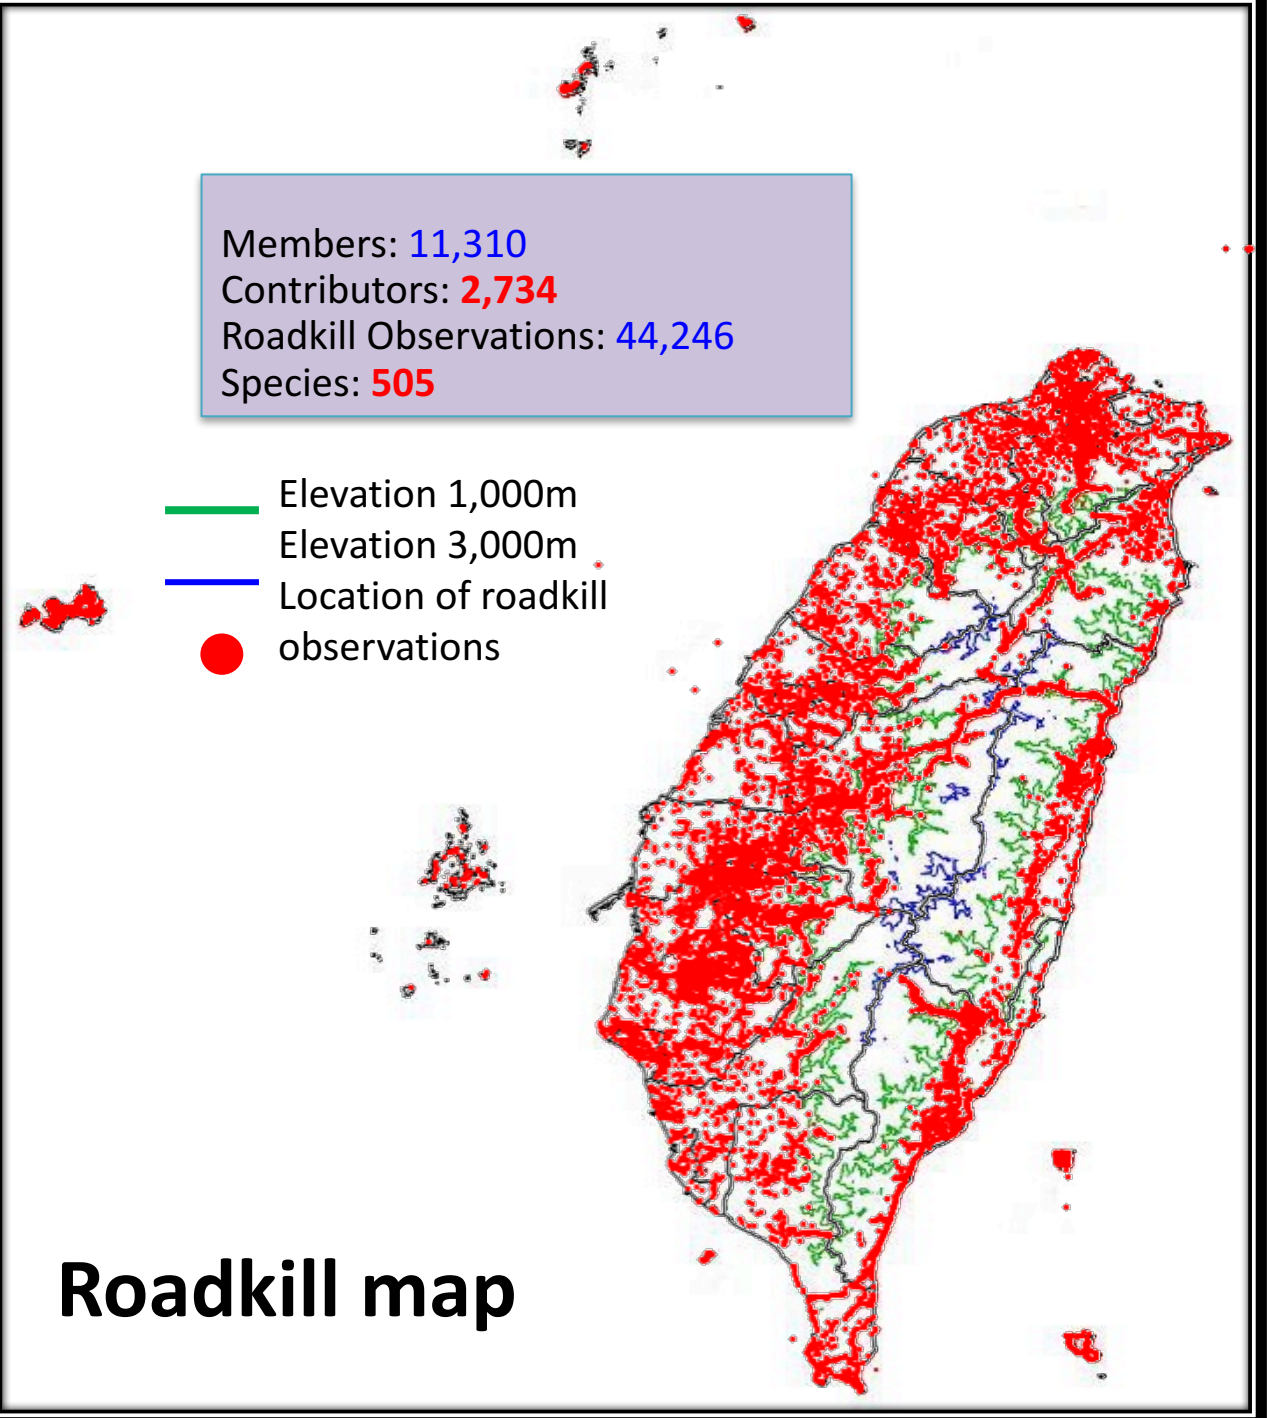 Members: 11,310
Contributors: 2,734
Roadkill Observations: 44,246
Species: 505
Elevation 1,000m
Elevation 3,000m
Location of roadkill
observations
Roadkill map